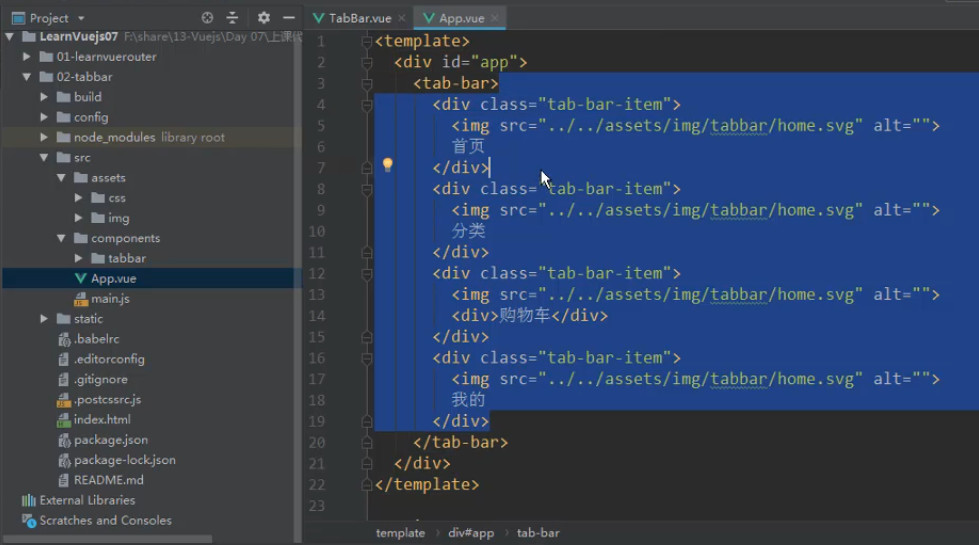 Project
TabBar.vue
App.vue
LearnVuejs07 F:\share\13-Vuejs\Day 07\上课代
01-learnvuerouter
02-tabbar
build
config
node_modules library root
src
assets
css
img
components
tabbar
App.vue
main.js
static
.babelrc
.editorconfig
.gitignore
.postcssrc.js
index.html
package.json
package-lock.json
README.md
External Libraries
Scratches and Consoles
1 <template>
2 <div id="app">
3 <tab-bar>
4 <div class="tab-bar-item">
5 <img src="../../assets/img/tabbar/home.svg" alt="">
6 首页
7 </div>
8 <div class="tab-bar-item">
9 <img src="../../assets/img/tabbar/home.svg" alt="">
10 分类
11 </div>
12 <div class="tab-bar-item">
13 <img src="../../assets/img/tabbar/home.svg" alt="">
14 <div>购物车</div>
15 </div>
16 <div class="tab-bar-item">
17 <img src="../../assets/img/tabbar/home.svg" alt="">
18 我的
19 </div>
20 </tab-bar>
21 </div>
22 </template>
23
template › div#app › tab-bar